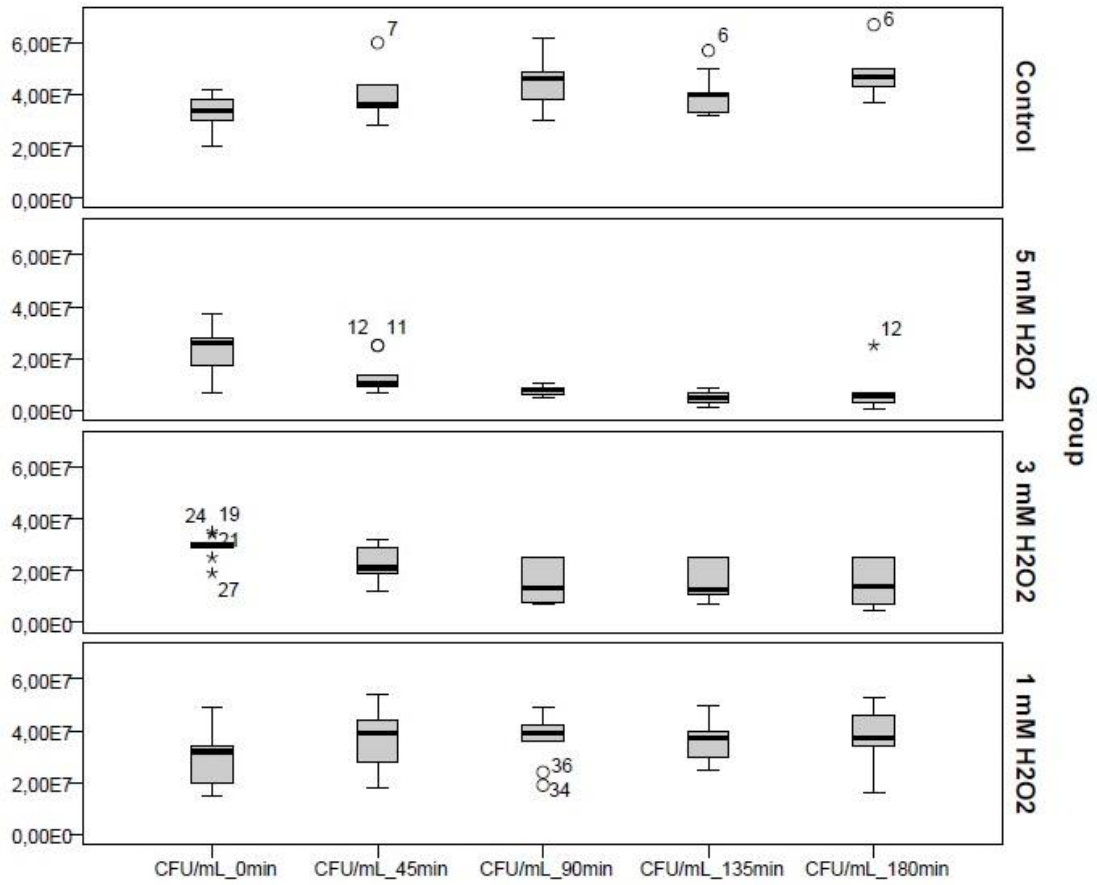 6,00E7
4,00E7
2,00E7
0,00E0
7
6
6
Control
6,00E7
4,00E7
2,00E7
0,00E0
12 11
12
5 mM H2O2
6,00E7
4,00E7
2,00E7
0,00E0
24 19
21
27
3 mM H2O2
6,00E7
4,00E7
2,00E7
0,00E0
36
34
1 mM H2O2
Group
CFU/mL_0min CFU/mL_45min CFU/mL_90min CFU/mL_135min CFU/mL_180min